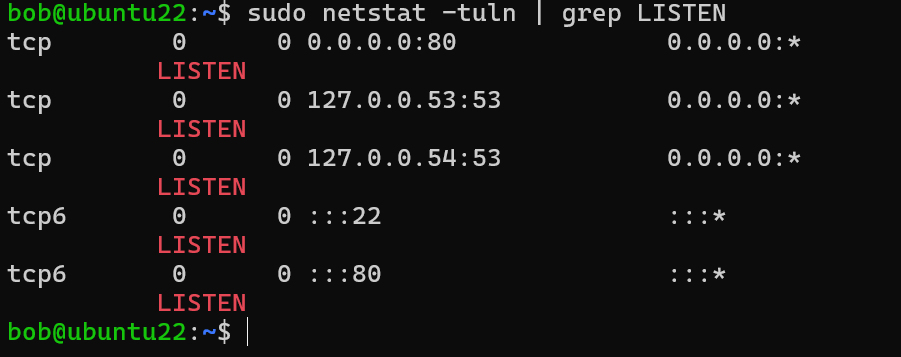 bob@ubuntu22:~$ sudo netstat -tuln | grep LISTEN
tcp        0      0 0.0.0.0:80              0.0.0.0:*
          LISTEN
tcp        0      0 127.0.0.53:53           0.0.0.0:*
          LISTEN
tcp        0      0 127.0.0.54:53           0.0.0.0:*
          LISTEN
tcp6       0      0 :::22                   :::*
          LISTEN
tcp6       0      0 :::80                   :::*
          LISTEN
bob@ubuntu22:~$